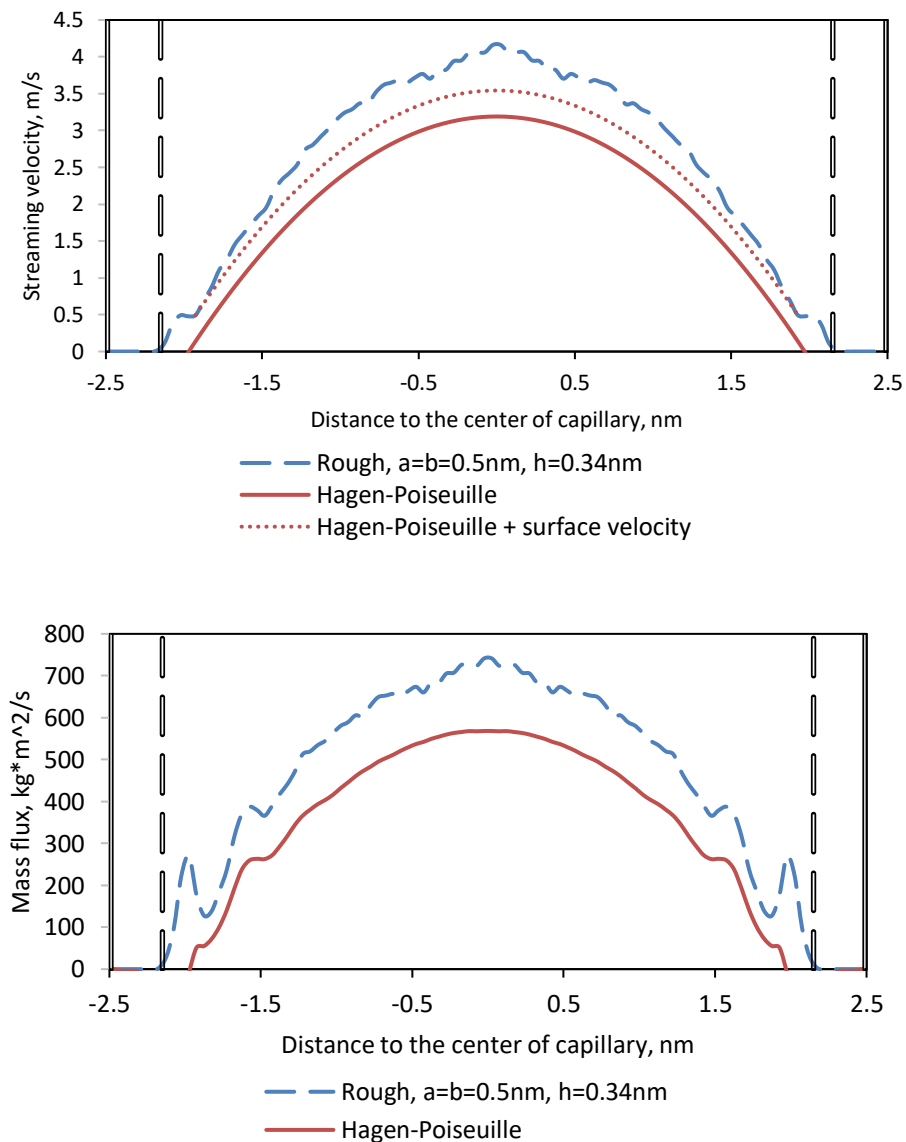 4.5
4
3.5
3
2.5
2
1.5
1
0.5
0
Streaming velocity, m/s
-2.5 -1.5 -0.5 0.5 1.5 2.5
Distance to the center of capillary, nm
Rough, a=b=0.5nm, h=0.34nm
Hagen-Poiseuille
Hagen-Poiseuille + surface velocity
800
700
600
500
400
300
200
100
0
Mass flux, kg*m^2/s
-2.5 -1.5 -0.5 0.5 1.5 2.5
Distance to the center of capillary, nm
Rough, a=b=0.5nm, h=0.34nm
Hagen-Poiseuille